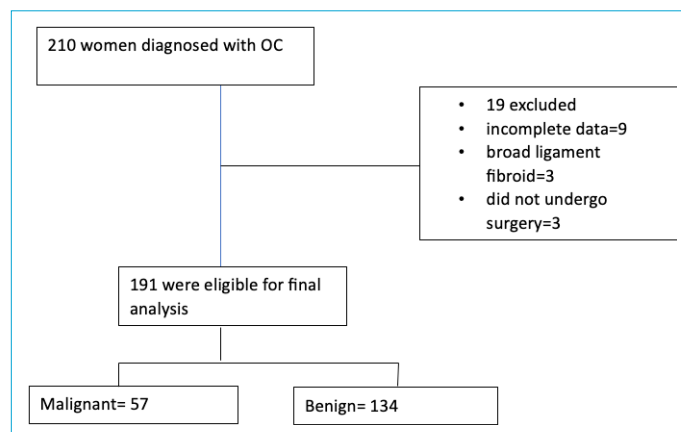 210 women diagnosed with OC
• 19 excluded
• incomplete data=9
• broad ligament
fibroid=3
• did not undergo
surgery=3
191 were eligible for final
analysis
Malignant= 57
Benign= 134